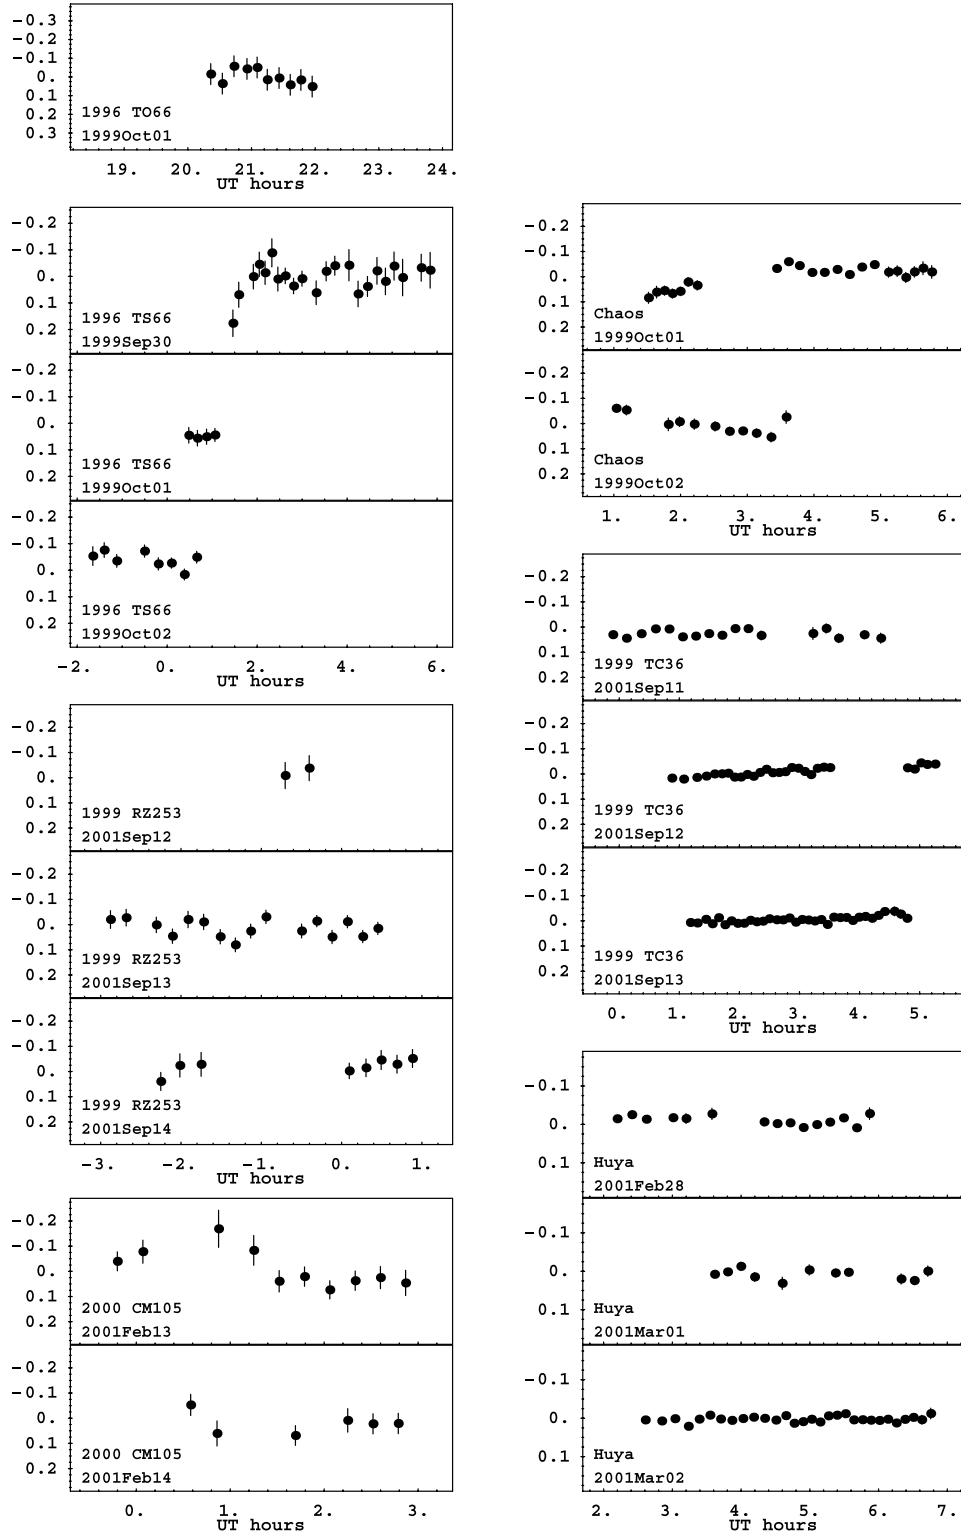 -0.3
-0.2
-0.1
0.
0.1
0.2
0.3
1996 TO66
1999Oct01
19. 20. 21. 22. 23. 24.
UT hours
-0.2
-0.1
0.
0.1
0.2
1996 TS66
1999Sep30
-0.2
-0.1
0.
0.1
0.2
1996 TS66
1999Oct01
-0.2
-0.1
0.
0.1
0.2
1996 TS66
1999Oct02
-2. 0. 2. 4. 6.
UT hours
-0.2
-0.1
0.
0.1
0.2
1999 RZ253
2001Sep12
-0.2
-0.1
0.
0.1
0.2
1999 RZ253
2001Sep13
-0.2
-0.1
0.
0.1
0.2
1999 RZ253
2001Sep14
-3. -2. -1. 0. 1.
UT hours
-0.2
-0.1
0.
0.1
0.2
2000 CM105
2001Feb13
-0.2
-0.1
0.
0.1
0.2
2000 CM105
2001Feb14
0. 1. 2. 3.
UT hours
-0.2
-0.1
0.
0.1
0.2
Chaos
1999Oct01
-0.2
-0.1
0.
0.1
0.2
Chaos
1999Oct02
1. 2. 3. 4. 5. 6.
UT hours
-0.2
-0.1
0.
0.1
0.2
1999 TC36
2001Sep11
-0.2
-0.1
0.
0.1
0.2
1999 TC36
2001Sep12
-0.2
-0.1
0.
0.1
0.2
1999 TC36
2001Sep13
0. 1. 2. 3. 4. 5.
UT hours
-0.1
0.
0.1
Huya
2001Feb28
-0.1
0.
0.1
Huya
2001Mar01
-0.1
0.
0.1
Huya
2001Mar02
2. 3. 4. 5. 6. 7.
UT hours